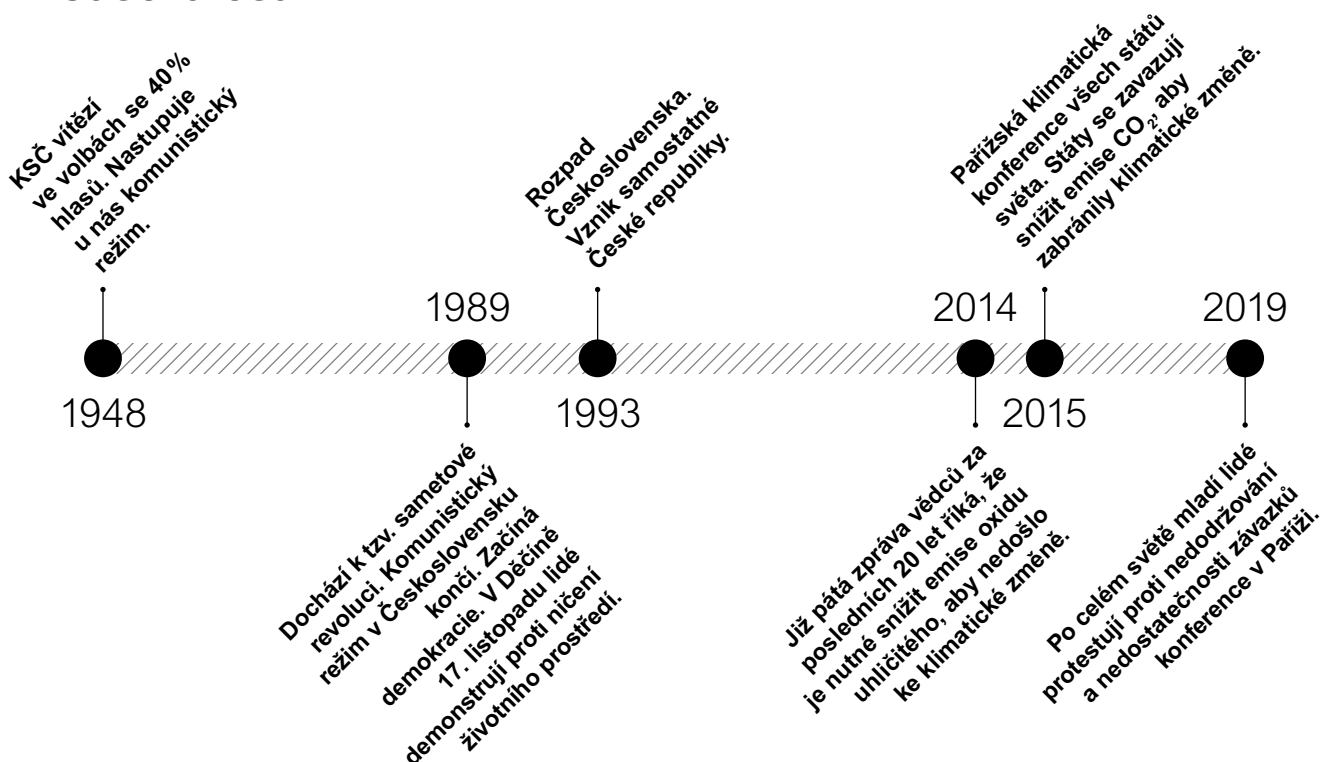 KSČ vítězí
ve volbách se 40%
hlasů. Nastupuje
u nás komunistický
režim.
1948
1989
Dochází k tzv. sametové
revoluci. Komunistický
režim v Československu
končí. Začíná
demokracie. V Děčíně
17. listopadu lidé
demonstrují proti ničení
životního prostředí.
Rozpad
Československa.
Vznik samostatné
České republiky.
1993
2014
Již pátá zpráva vědců za
posledních 20 let říká, že
je nutné snížit emise oxidu
uhličitého, aby nedošlo
ke klimatické změně.
Pařížská klimatická
konference všech států
světa. Státy se zavazují
snížit emise CO₂, aby
zabránily klimatické změně.
2015
2019
Po celém světě mladí lidé
protestují proti nedodržování
a nedostatečnosti závazků
konference v Paříži.